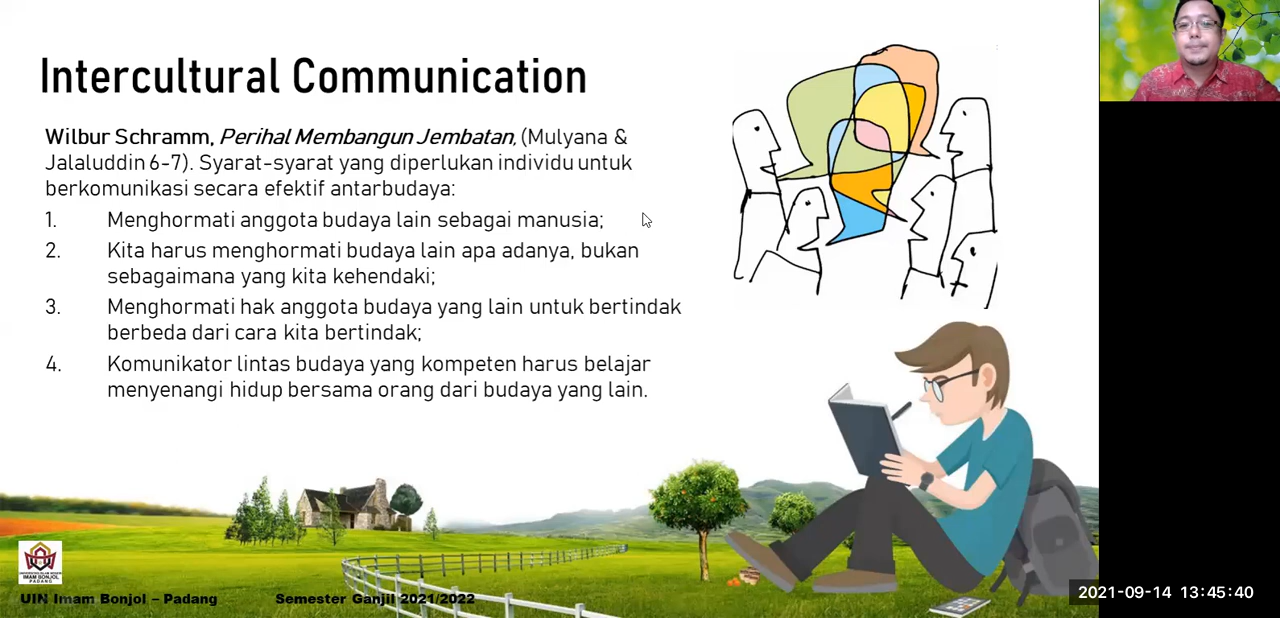 Intercultural Communication
Wilbur Schramm, Perihal Membangun Jembatan, (Mulyana &
Jalaluddin 6-7). Syarat-syarat yang diperlukan individu untuk
berkomunikasi secara efektif antarbudaya:
1. Menghormati anggota budaya lain sebagai manusia;
2. Kita harus menghormati budaya lain apa adanya, bukan
sebagaimana yang kita kehendaki;
3. Menghormati hak anggota budaya yang lain untuk bertindak
berbeda dari cara kita bertindak;
4. Komunikator lintas budaya yang kompeten harus belajar
menyenangi hidup bersama orang dari budaya yang lain.
IMAM BONJOL
PADANG
UIN Imam Bonjol – Padang
Semester Ganjil 2021/2022
2021-09-14 13:45:40